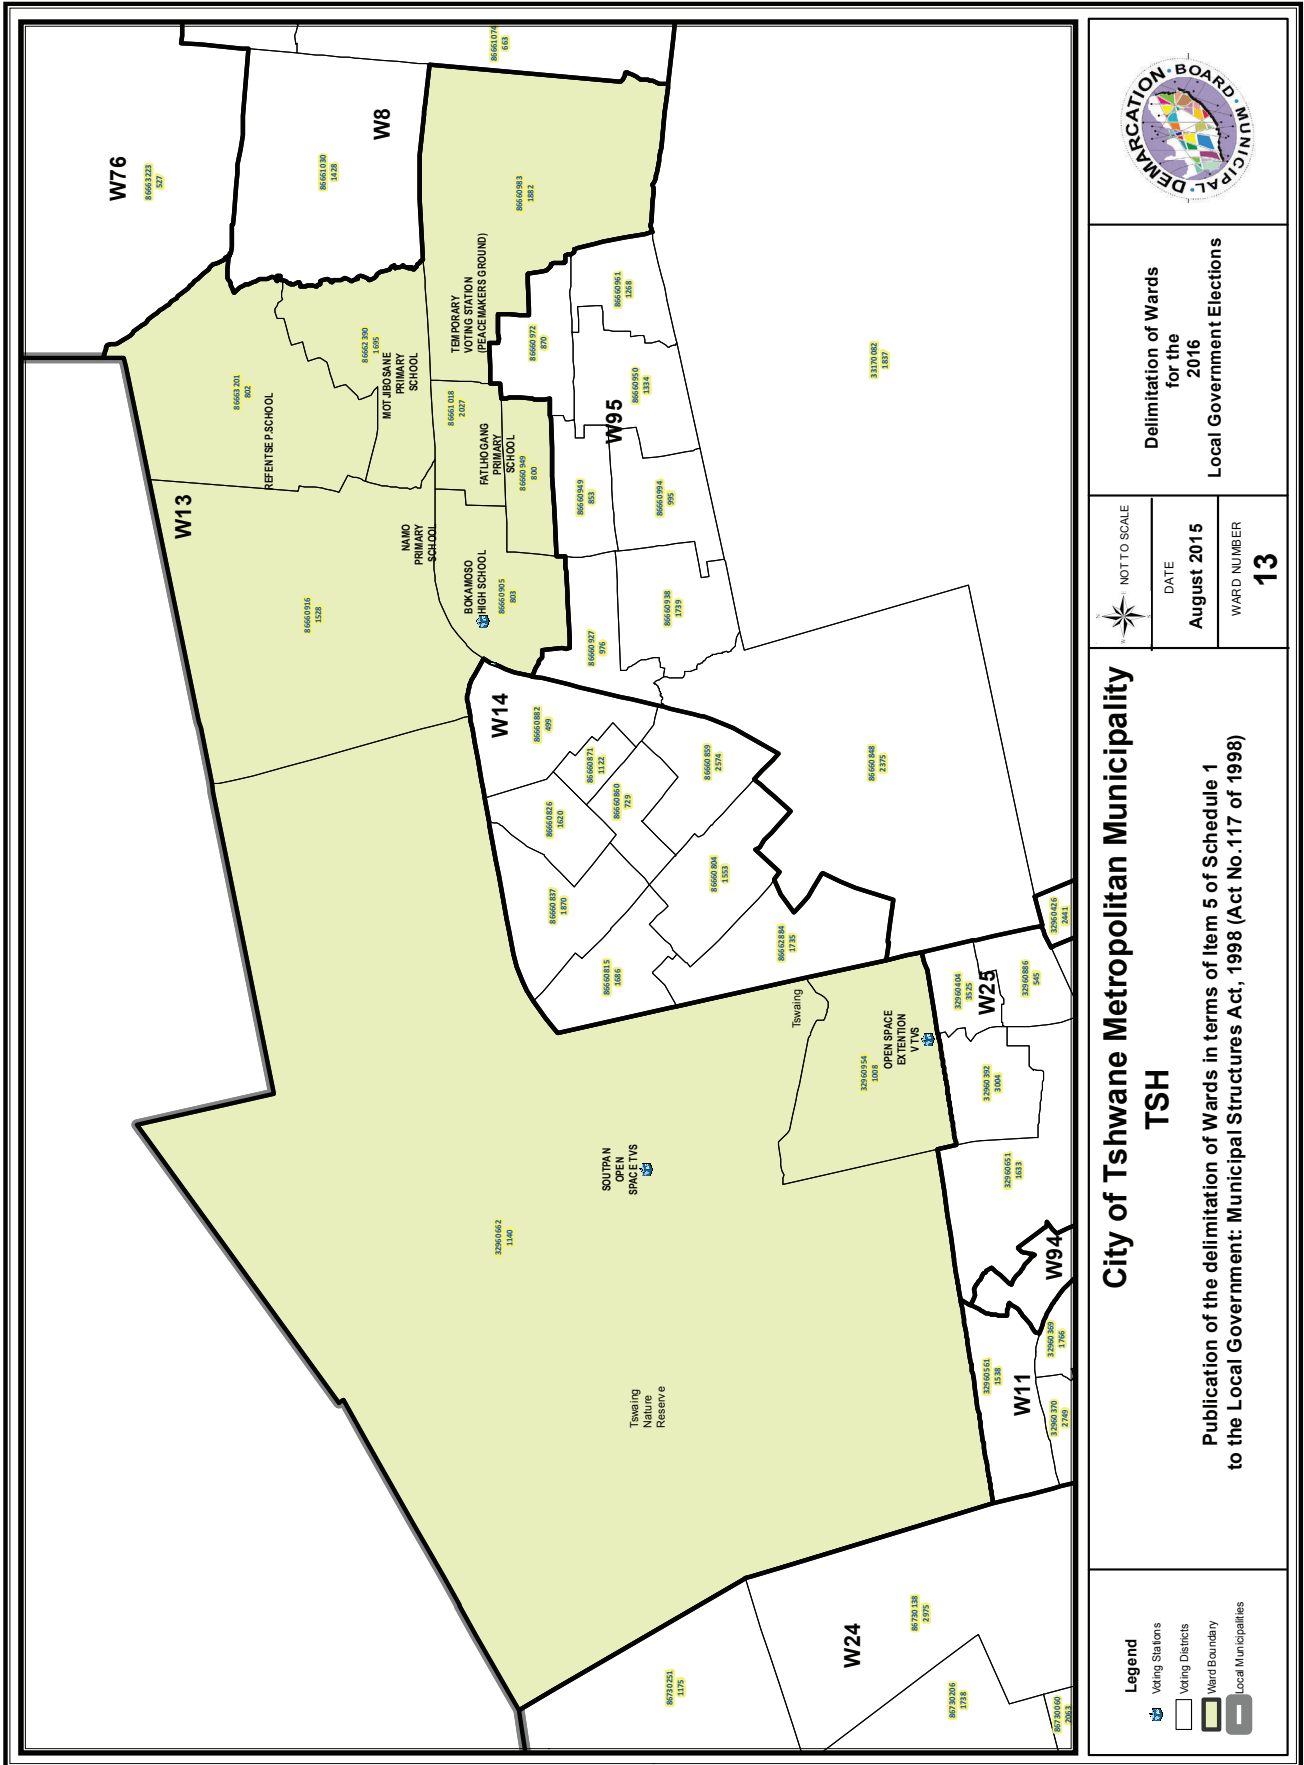 W76
86663223
527
86661074
663
86661030
1428
W8
86660983
1882
TEMPORARY
VOTING STATION
(PEACEMAKERS GROUND)
86663201
802
REFENTSE P.SCHOOL
86662390
1695
MOTJIBOSANE
PRIMARY
SCHOOL
86661018
2027
FATLHOGANG
PRIMARY
SCHOOL
86660949
800
86660972
870
86660961
1268
86660950
1334
W95
86660949
853
86660994
995
33170082
1837
W13
86660916
1528
NAMO
PRIMARY
SCHOOL
BOKAMOSO
HIGH SCHOOL
86660905
803
86660927
976
86660938
1739
W14
86660882
499
86660871
1122
86660860
729
86660859
2574
86660826
1620
86660837
1870
86660804
1553
86660815
1686
86662884
1735
86660848
2375
32960426
2441
Tswaing
OPEN SPACE
EXTENTION
V TVS
32960954
1008
32960404
3525
W25
32960886
545
32960392
3004
32960651
1633
SOUTPAN
OPEN
SPACE TVS
32960662
1140
Tswaing
Nature
Reserve
W94
32960561
1538
W11
32960369
1766
32960370
2749
W24
86730138
2975
86730251
1175
86730206
1738
86730060
2063
Legend
Voting Stations
Voting Districts
Ward Boundary
Local Municipalities
City of Tshwane Metropolitan Municipality
TSH
Publication of the delimitation of Wards in terms of Item 5 of Schedule 1
to the Local Government: Municipal Structures Act, 1998 (Act No.117 of 1998)
NOT TO SCALE
DATE
August 2015
WARD NUMBER
13
Delimitation of Wards
for the
2016
Local Government Elections
MUNICIPAL DEMARCATION BOARD